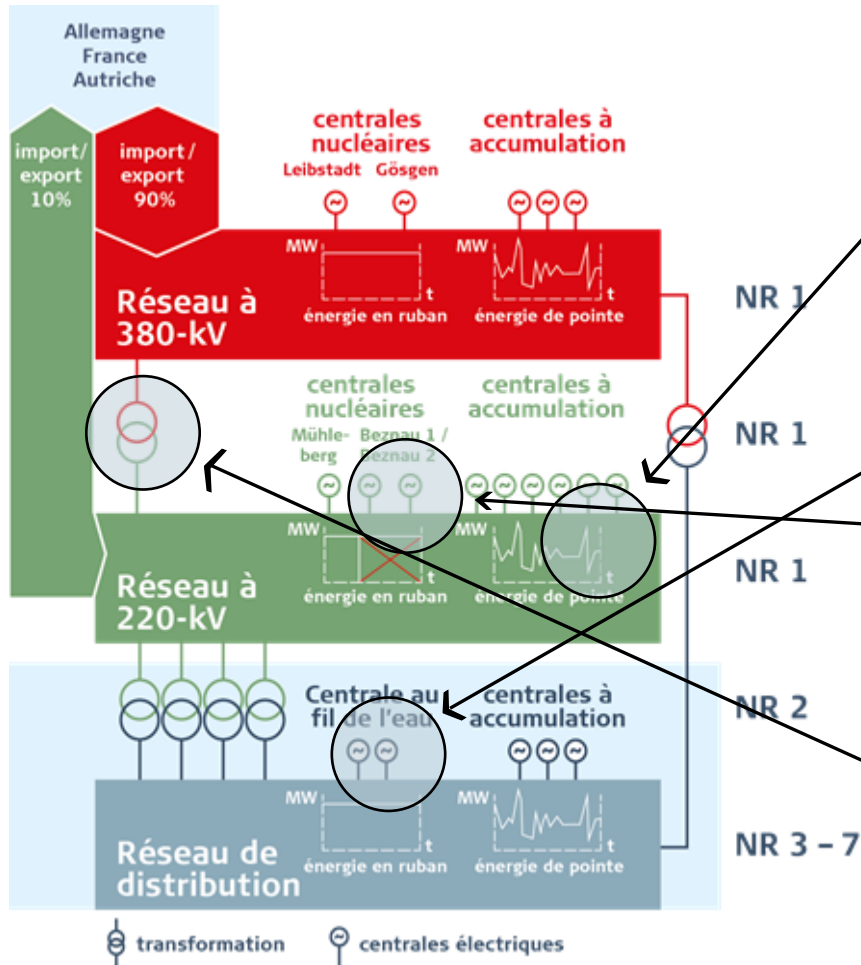 Allemagne
France
Autriche
import/
export
10%
import/
export
90%
centrales
nucléaires
Leibstadt Gösgen
centrales à
accumulation
MW
t
énergie en ruban
MW
t
énergie de pointe
Réseau à
380-kV
NR 1
centrales
nucléaires
Mühle-
berg
Beznau 1 /
Beznau 2
centrales à
accumulation
NR 1
MW
t
énergie en ruban
MW
t
énergie de pointe
Réseau à
220-kV
NR 1
Centrale au
fil de l'eau
centrales à
accumulation
NR 2
MW
t
énergie en ruban
MW
t
énergie de pointe
Réseau de
distribution
NR 3 – 7
transformation
centrales électriques